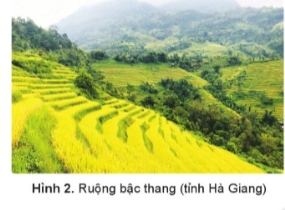 Hình 2. Ruộng bậc thang (tỉnh Hà Giang)